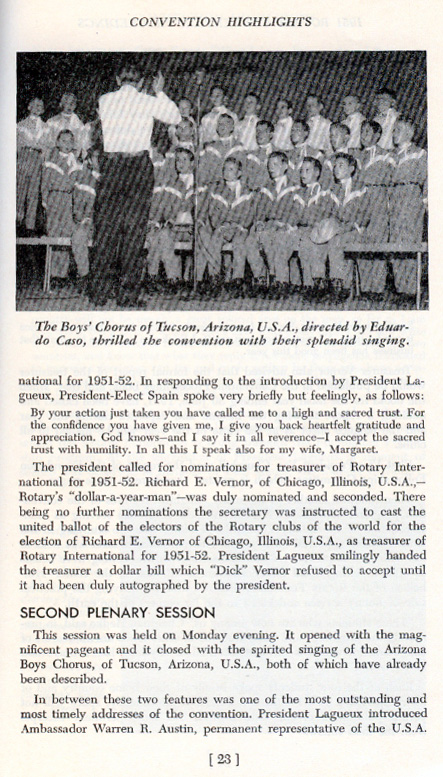 CONVENTION HIGHLIGHTS
The Boys' Chorus of Tucson, Arizona, U.S.A., directed by Eduar-
do Caso, thrilled the convention with their splendid singing.
national for 1951-52. In responding to the introduction by President La-
gueux, President-Elect Spain spoke very briefly but feelingly, as follows:
By your action just taken you have called me to a high and sacred trust. For
the confidence you have given me, I give you back heartfelt gratitude and
appreciation. God knows—and I say it in all reverence—I accept the sacred
trust with humility. In all this I speak also for my wife, Margaret.
The president called for nominations for treasurer of Rotary Inter-
national for 1951-52. Richard E. Vernor, of Chicago, Illinois, U.S.A.,—
Rotary's "dollar-a-year-man"—was duly nominated and seconded. There
being no further nominations the secretary was instructed to cast the
united ballot of the electors of the Rotary clubs of the world for the
election of Richard E. Vernor of Chicago, Illinois, U.S.A., as treasurer of
Rotary International for 1951-52. President Lagueux smilingly handed
the treasurer a dollar bill which "Dick" Vernor refused to accept until
it had been duly autographed by the president.
SECOND PLENARY SESSION
This session was held on Monday evening. It opened with the mag-
nificent pageant and it closed with the spirited singing of the Arizona
Boys Chorus, of Tucson, Arizona, U.S.A., both of which have already
been described.
In between these two features was one of the most outstanding and
most timely addresses of the convention. President Lagueux introduced
Ambassador Warren R. Austin, permanent representative of the U.S.A.
[ 23 ]